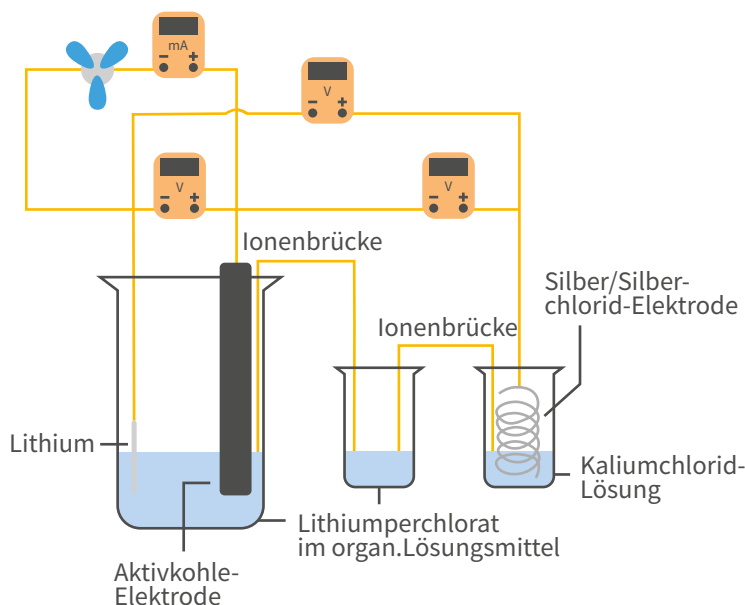 mA
− +
V
− +
V
− +
V
− +
Ionenbrücke
Silber/Silber-
chlorid-Elektrode
Ionenbrücke
Lithium
Kaliumchlorid-
Lösung
Lithiumperchlorat
im organ.Lösungsmittel
Aktivkohle-
Elektrode